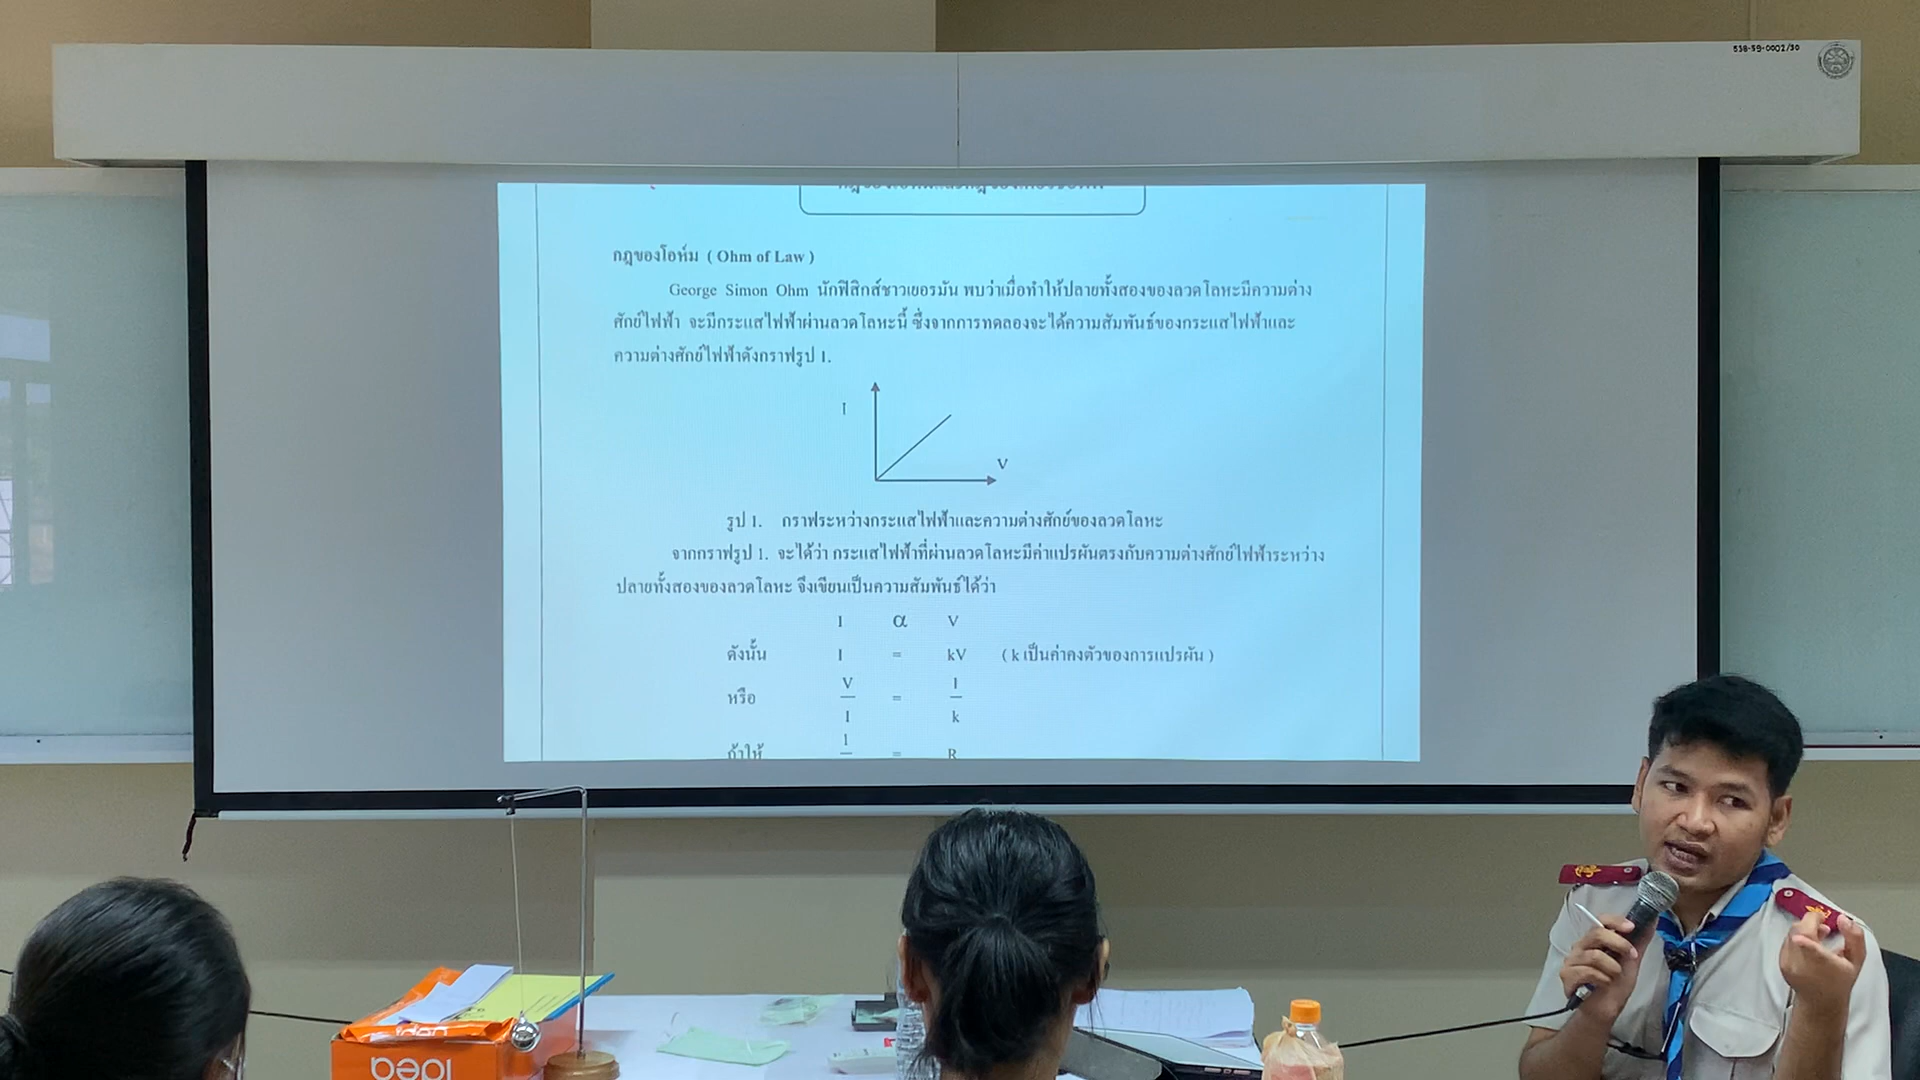 538-59-0002/30
กฎของโอห์ม ( Ohm of Law )
George Simon Ohm นักฟิสิกส์ชาวเยอรมัน พบว่าเมื่อทำให้ปลายทั้งสองของลวดโลหะมีความต่าง
ศักย์ไฟฟ้า จะมีกระแสไฟฟ้าผ่านลวดโลหะนี้ ซึ่งจากการทดลองจะได้ความสัมพันธ์ของกระแสไฟฟ้าและ
ความต่างศักย์ไฟฟ้าดังกราฟรูป 1.
I
V
รูป 1. กราฟระหว่างกระแสไฟฟ้าและความต่างศักย์ของลวดโลหะ
จากกราฟรูป 1. จะได้ว่า กระแสไฟฟ้าที่ผ่านลวดโลหะมีค่าแปรผันตรงกับความต่างศักย์ไฟฟ้าระหว่าง
ปลายทั้งสองของลวดโลหะ จึงเขียนเป็นความสัมพันธ์ได้ว่า
I α V
ดังนั้น I = kV ( k เป็นค่าคงตัวของการแปรผัน )
หรือ V/I = 1/k
ถ้าให้ 1 = R
idea
idea